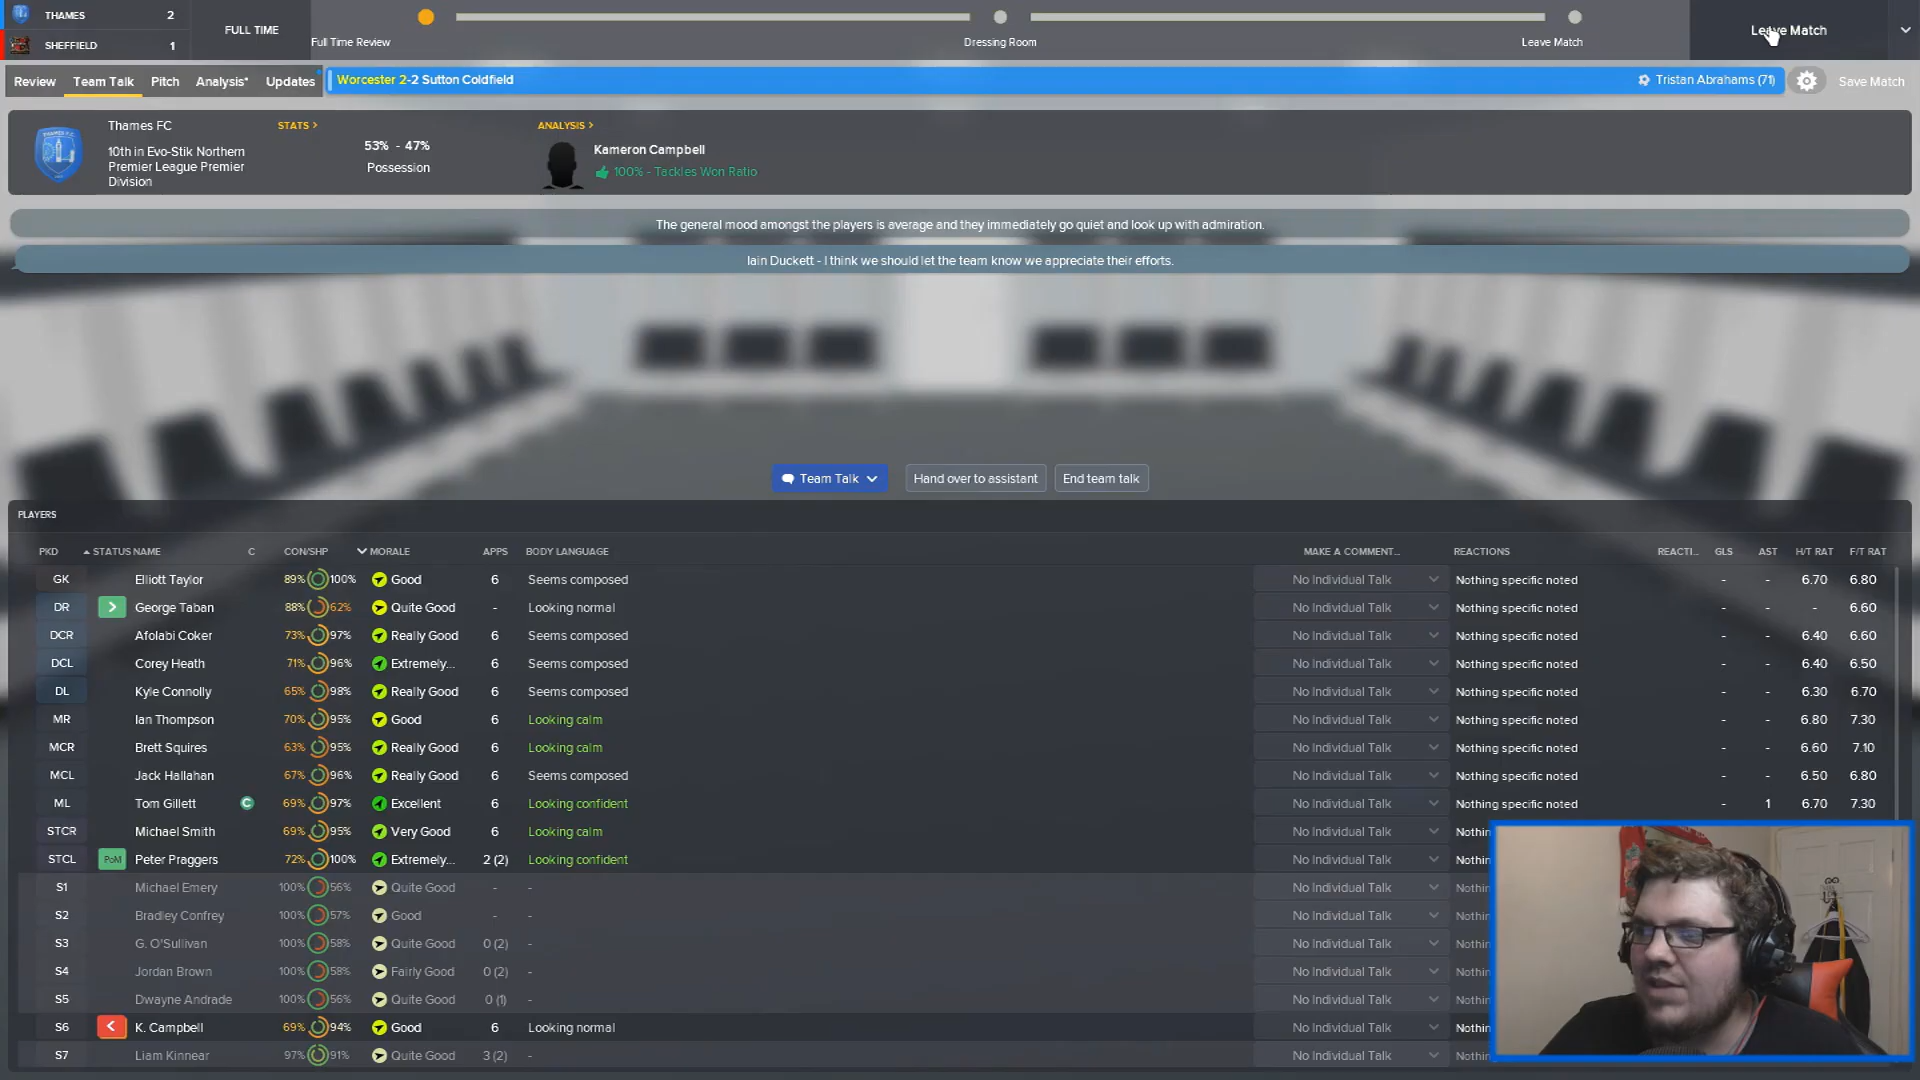 THAMES 2
SHEFFIELD 1
FULL TIME
Full Time Review
Dressing Room
Leave Match
Leave Match
Review Team Talk Pitch Analysis* Updates
Worcester 2-2 Sutton Coldfield
Tristan Abrahams (71)
Save Match
Thames FC
10th in Evo-Stik Northern
Premier League Premier
Division
STATS >
53% - 47%
Possession
ANALYSIS >
Kameron Campbell
100% - Tackles Won Ratio
The general mood amongst the players is average and they immediately go quiet and look up with admiration.
Iain Duckett - I think we should let the team know we appreciate their efforts.
Team Talk Hand over to assistant End team talk
PLAYERS
PKD STATUS NAME C CON/SHP MORALE APPS BODY LANGUAGE MAKE A COMMENT... REACTIONS REACTI... GLS AST H/T RAT F/T RAT
GK Elliott Taylor 89% 100% Good 6 Seems composed No Individual Talk Nothing specific noted - - 6.70 6.80
DR George Taban 88% 62% Quite Good - Looking normal No Individual Talk Nothing specific noted - - - 6.60
DCR Afolabi Coker 73% 97% Really Good 6 Seems composed No Individual Talk Nothing specific noted - - 6.40 6.60
DCL Corey Heath 71% 96% Extremely... 6 Seems composed No Individual Talk Nothing specific noted - - 6.40 6.50
DL Kyle Connolly 65% 98% Really Good 6 Seems composed No Individual Talk Nothing specific noted - - 6.30 6.70
MR Ian Thompson 70% 95% Good 6 Looking calm No Individual Talk Nothing specific noted - - 6.80 7.30
MCR Brett Squires 63% 95% Really Good 6 Looking calm No Individual Talk Nothing specific noted - - 6.60 7.10
MCL Jack Hallahan 67% 96% Really Good 6 Seems composed No Individual Talk Nothing specific noted - - 6.50 6.80
ML Tom Gillett C 69% 97% Excellent 6 Looking confident No Individual Talk Nothing specific noted - 1 6.70 7.30
STCR Michael Smith 69% 95% Very Good 6 Looking calm No Individual Talk Nothin
STCL PoM Peter Praggers 72% 100% Extremely... 2 (2) Looking confident No Individual Talk Nothin
S1 Michael Emery 100% 56% Quite Good - - No Individual Talk Nothin
S2 Bradley Confrey 100% 57% Good - - No Individual Talk Nothin
S3 G. O'Sullivan 100% 58% Quite Good 0 (2) - No Individual Talk Nothin
S4 Jordan Brown 100% 58% Fairly Good 0 (2) - No Individual Talk Nothin
S5 Dwayne Andrade 100% 56% Quite Good 0 (1) - No Individual Talk Nothin
S6 K. Campbell 69% 94% Good 6 Looking normal No Individual Talk Nothin
S7 Liam Kinnear 97% 91% Quite Good 3 (2) - No Individual Talk Nothin